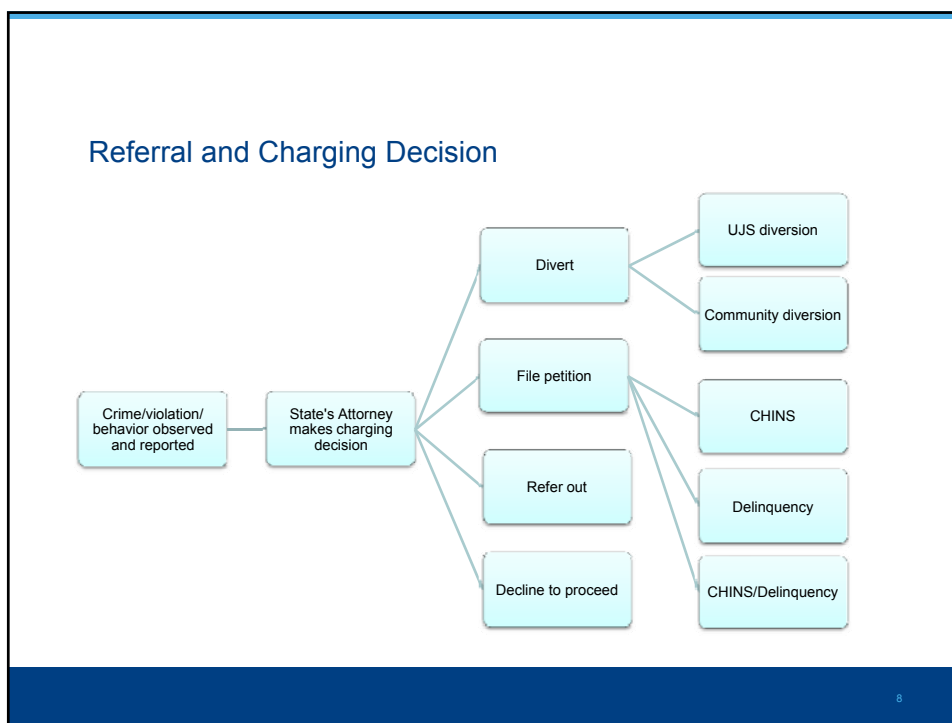 Referral and Charging Decision
Crime/violation/
behavior observed
and reported
State's Attorney
makes charging
decision
Divert
File petition
Refer out
Decline to proceed
UJS diversion
Community diversion
CHINS
Delinquency
CHINS/Delinquency
8